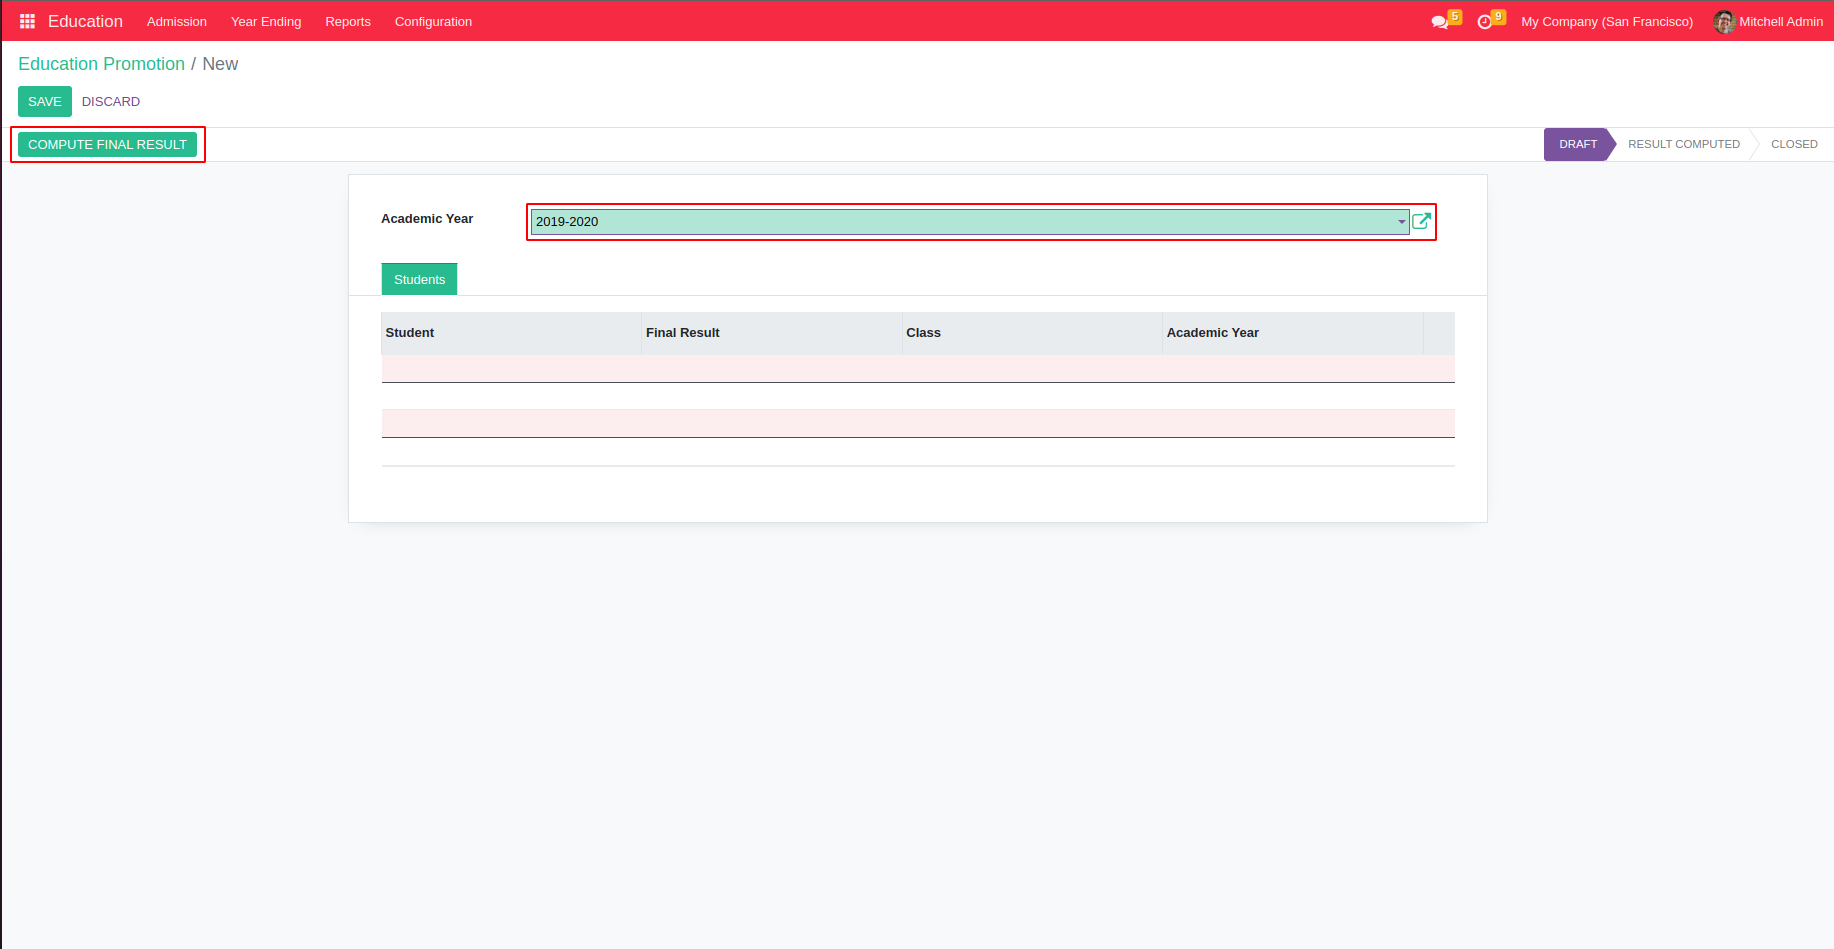 Education Admission Year Ending Reports Configuration 5 9 My Company (San Francisco) Mitchell Admin
Education Promotion / New
SAVE DISCARD
COMPUTE FINAL RESULT DRAFT RESULT COMPUTED CLOSED
Academic Year 2019-2020
Students
Student Final Result Class Academic Year